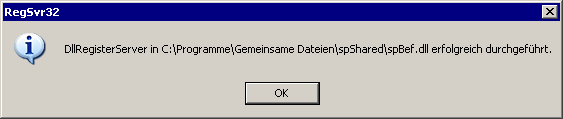 RegSvr32
DllRegisterServer in C:\Programme\Gemeinsame Dateien\spShared\spBef.dll erfolgreich durchgeführt.
OK